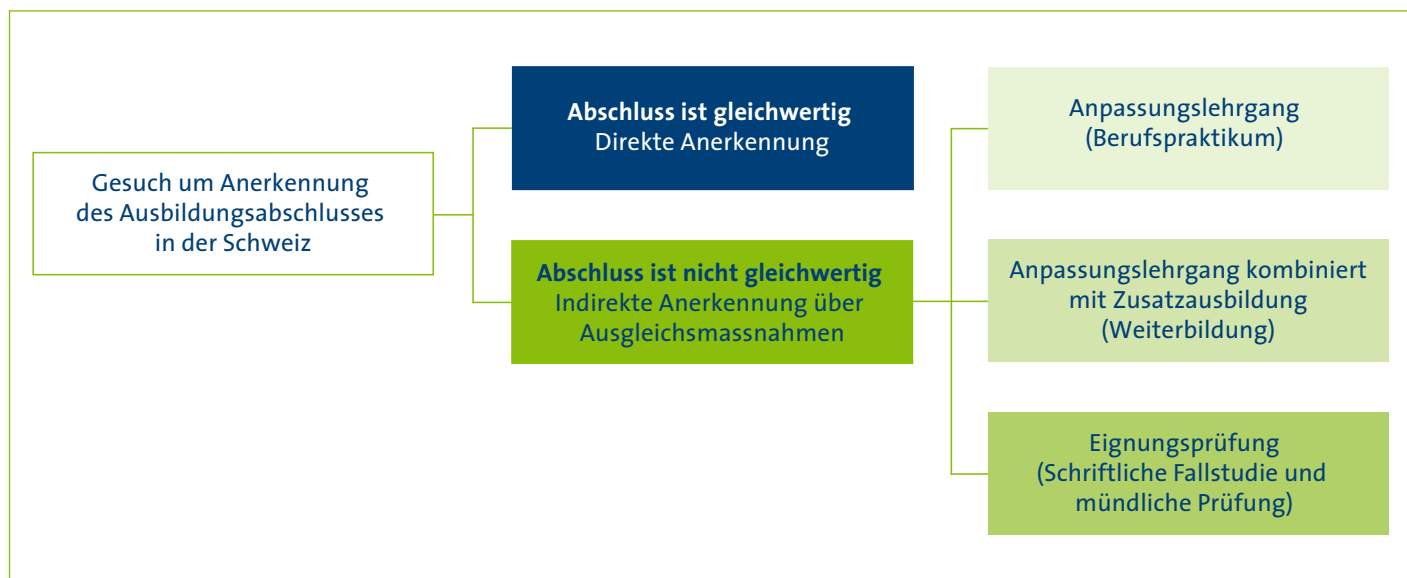 Gesuch um Anerkennung
des Ausbildungsabschlusses
in der Schweiz
Abschluss ist gleichwertig
Direkte Anerkennung
Abschluss ist nicht gleichwertig
Indirekte Anerkennung über
Ausgleichsmassnahmen
Anpassungslehrgang
(Berufspraktikum)
Anpassungslehrgang kombiniert
mit Zusatzausbildung
(Weiterbildung)
Eignungsprüfung
(Schriftliche Fallstudie und
mündliche Prüfung)